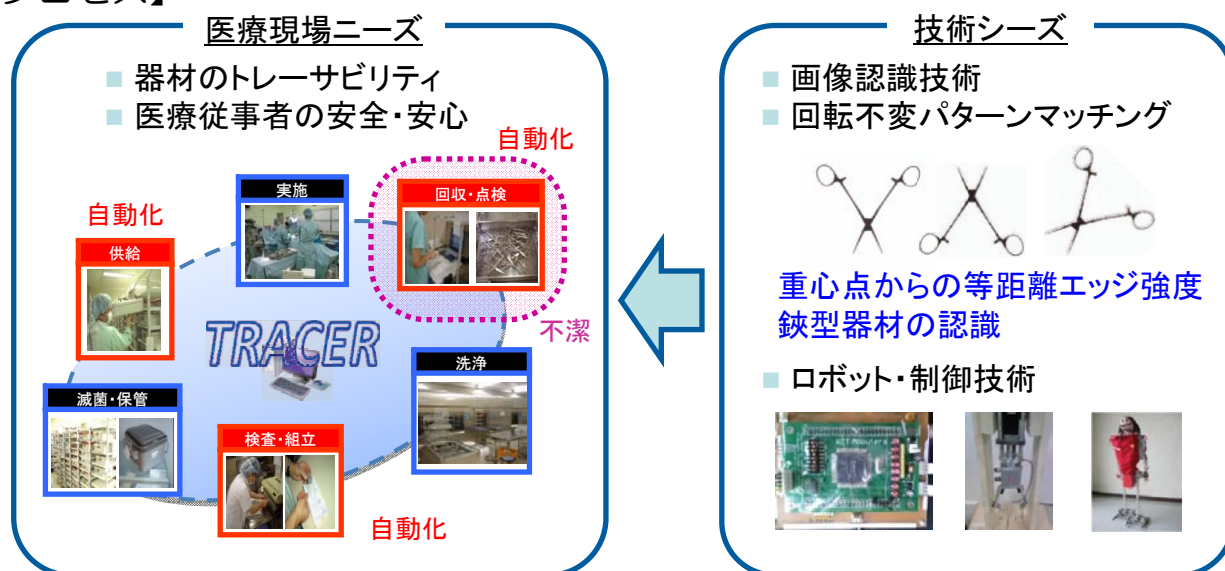 医療現場ニーズ
■ 器材のトレーサビリティ
■ 医療従事者の安全・安心
自動化
実施
回収・点検
自動化
供給
不潔
TRACER
洗浄
滅菌・保管
検査・組立
自動化
技術シーズ
■ 画像認識技術
■ 回転不変パターンマッチング
重心点からの等距離エッジ強度
鋏型器材の認識
■ ロボット・制御技術